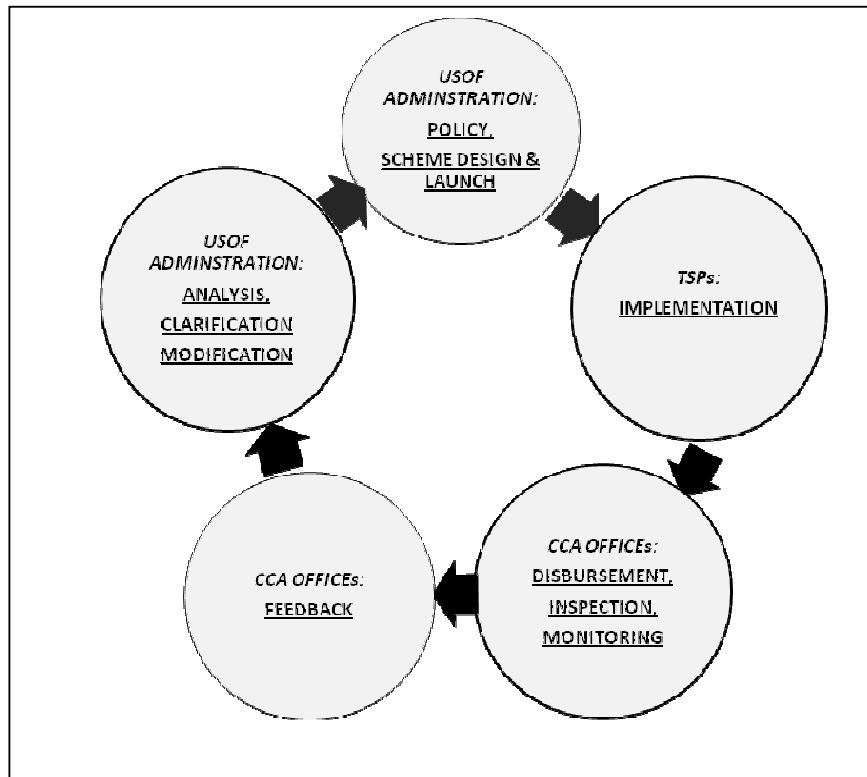 USOF
ADMINSTRATION:
POLICY,
SCHEME DESIGN &
LAUNCH
TSPs:
IMPLEMENTATION
CCA OFFICEs:
DISBURSEMENT,
INSPECTION,
MONITORING
CCA OFFICEs:
FEEDBACK
USOF
ADMINSTRATION:
ANALYSIS,
CLARIFICATION
MODIFICATION